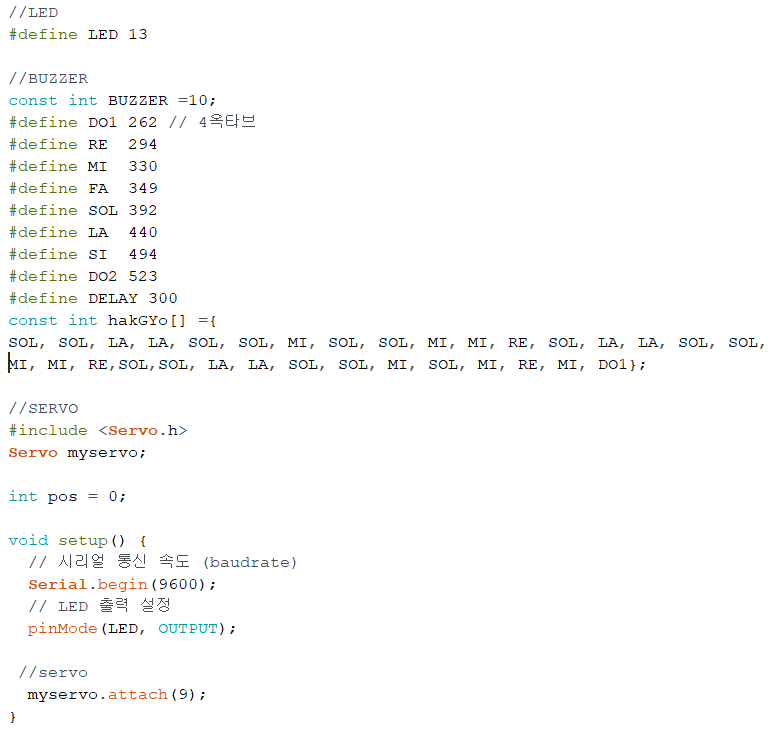 //LED
#define LED 13
//BUZZER
const int BUZZER =10;
#define DO1 262 // 4옥타브
#define RE  294
#define MI  330
#define FA  349
#define SOL 392
#define LA  440
#define SI  494
#define DO2 523
#define DELAY 300
const int hakGYo[] ={
SOL, SOL, LA, LA, SOL, SOL, MI, SOL, SOL, MI, MI, RE, SOL, LA, LA, SOL, SOL,
MI, MI, RE,SOL,SOL, LA, LA, SOL, SOL, MI, SOL, MI, RE, MI, DO1};
//SERVO
#include <Servo.h>
Servo myservo;
int pos = 0;
void setup() {
  // 시리얼 통신 속도 (baudrate)
  Serial.begin(9600);
  // LED 출력 설정
  pinMode(LED, OUTPUT);
 //servo
  myservo.attach(9);
}